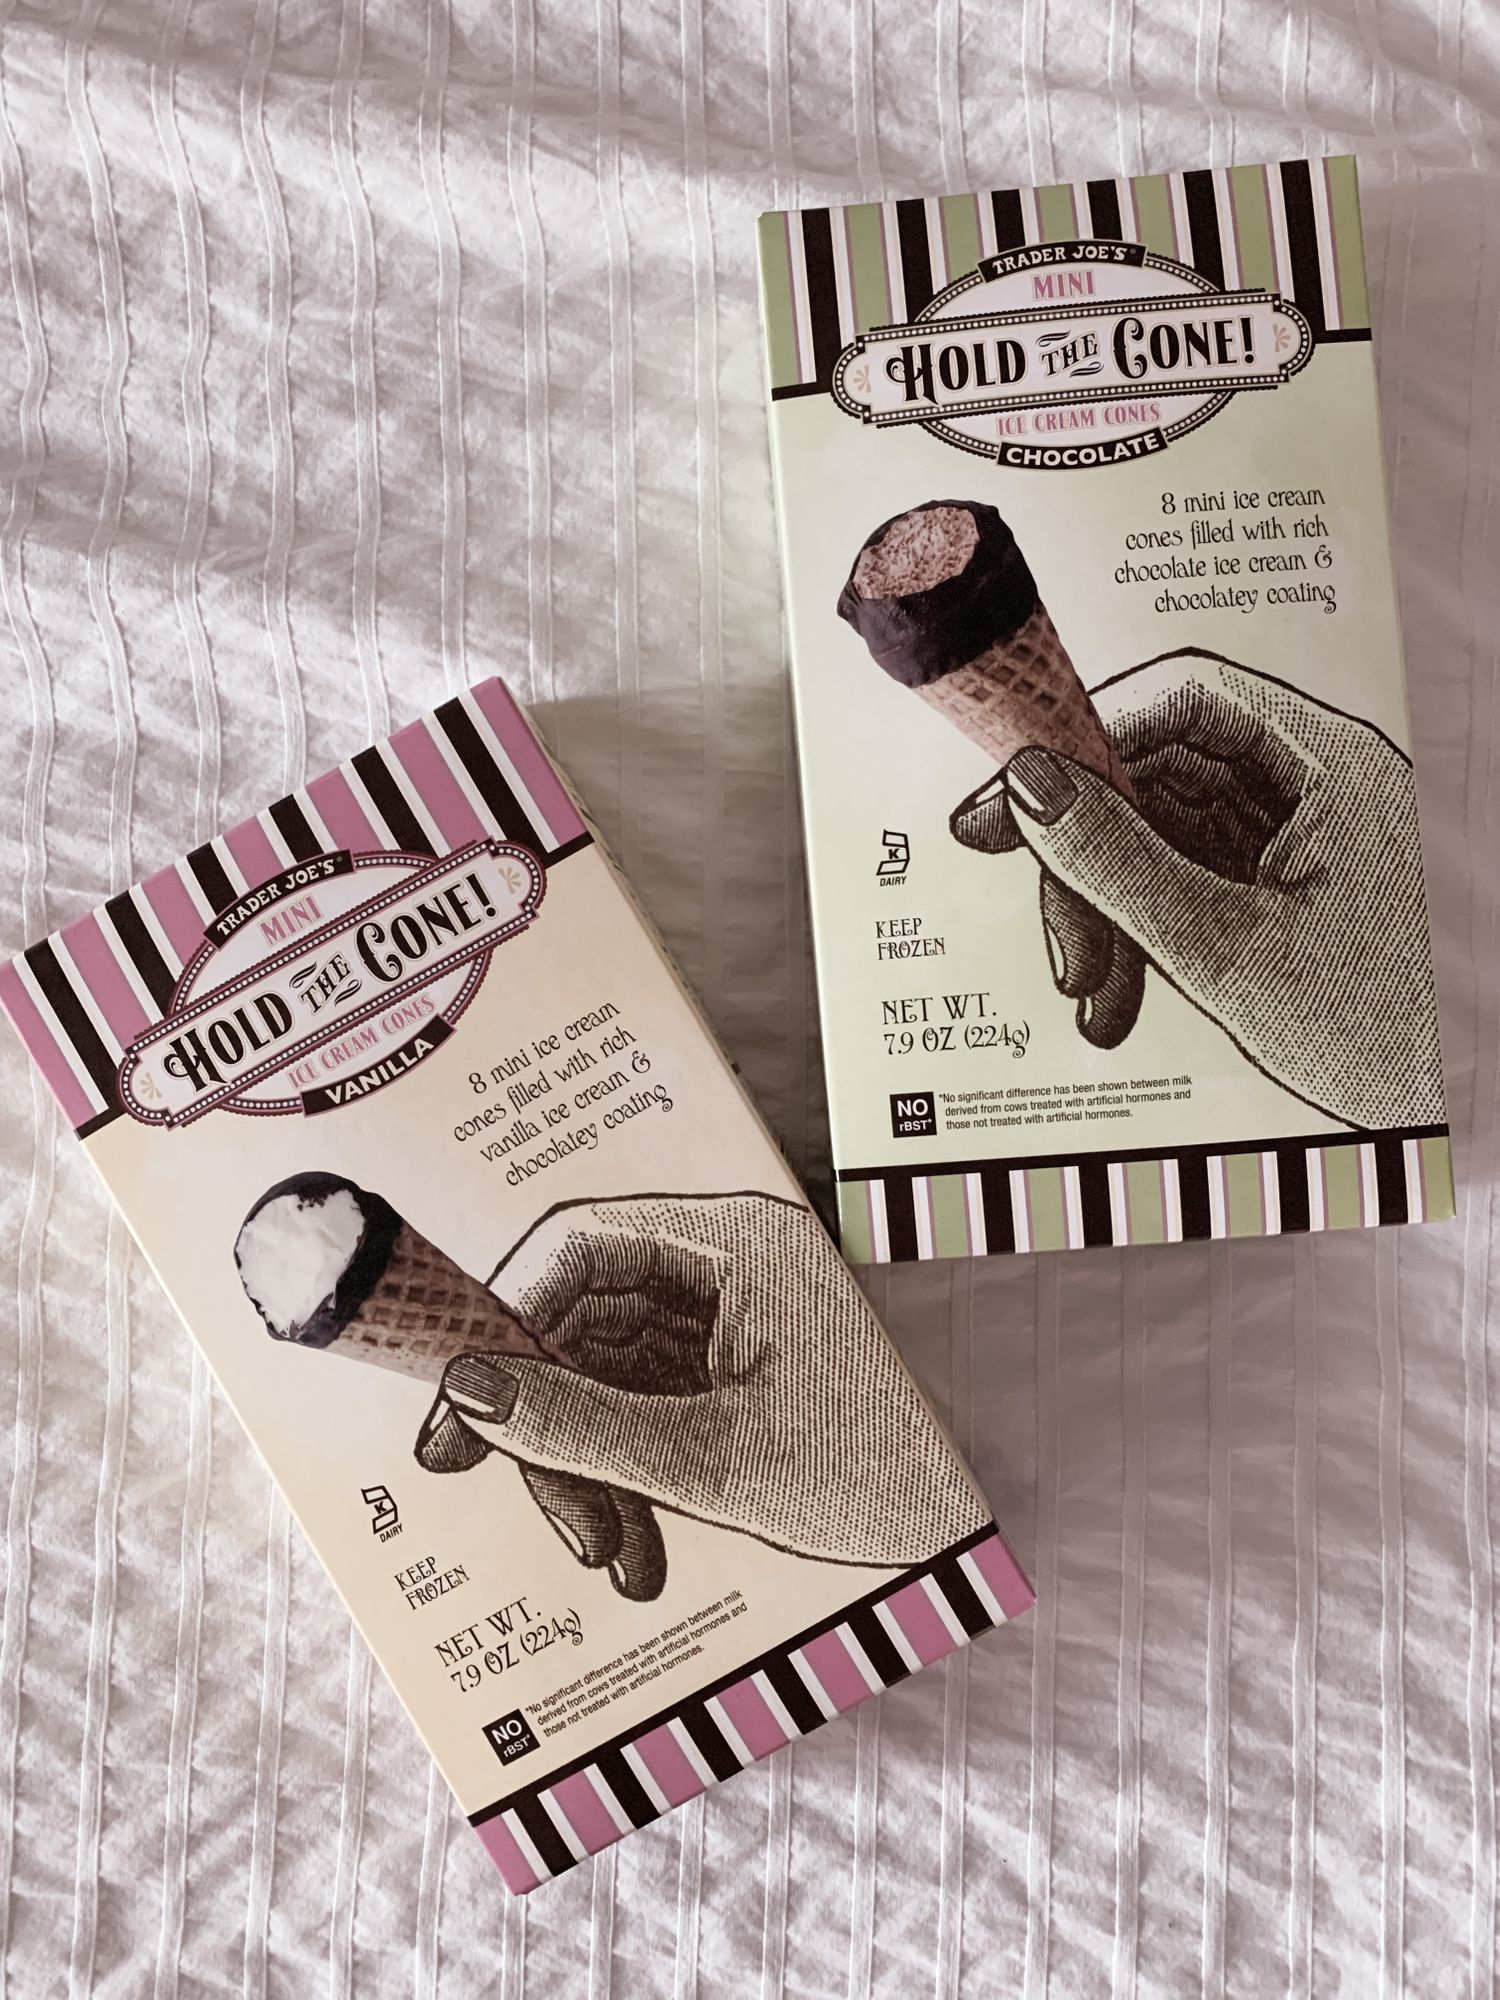 TRADER JOE'S®
MINI
HOLD THE CONE!
ICE CREAM CONES
CHOCOLATE
8 mini ice cream
cones filled with rich
chocolate ice cream &
chocolatey coating
K
DAIRY
KEEP
FROZEN
NET WT.
7.9 OZ (224g)
NO
rBST*
*No significant difference has been shown between milk
derived from cows treated with artificial hormones and
those not treated with artificial hormones.
TRADER JOE'S®
MINI
HOLD THE CONE!
ICE CREAM CONES
VANILLA
8 mini ice cream
cones filled with rich
vanilla ice cream &
chocolatey coating
K
DAIRY
KEEP
FROZEN
NET WT.
7.9 OZ (224g)
NO
rBST*
*No significant difference has been shown between milk
derived from cows treated with artificial hormones and
those not treated with artificial hormones.